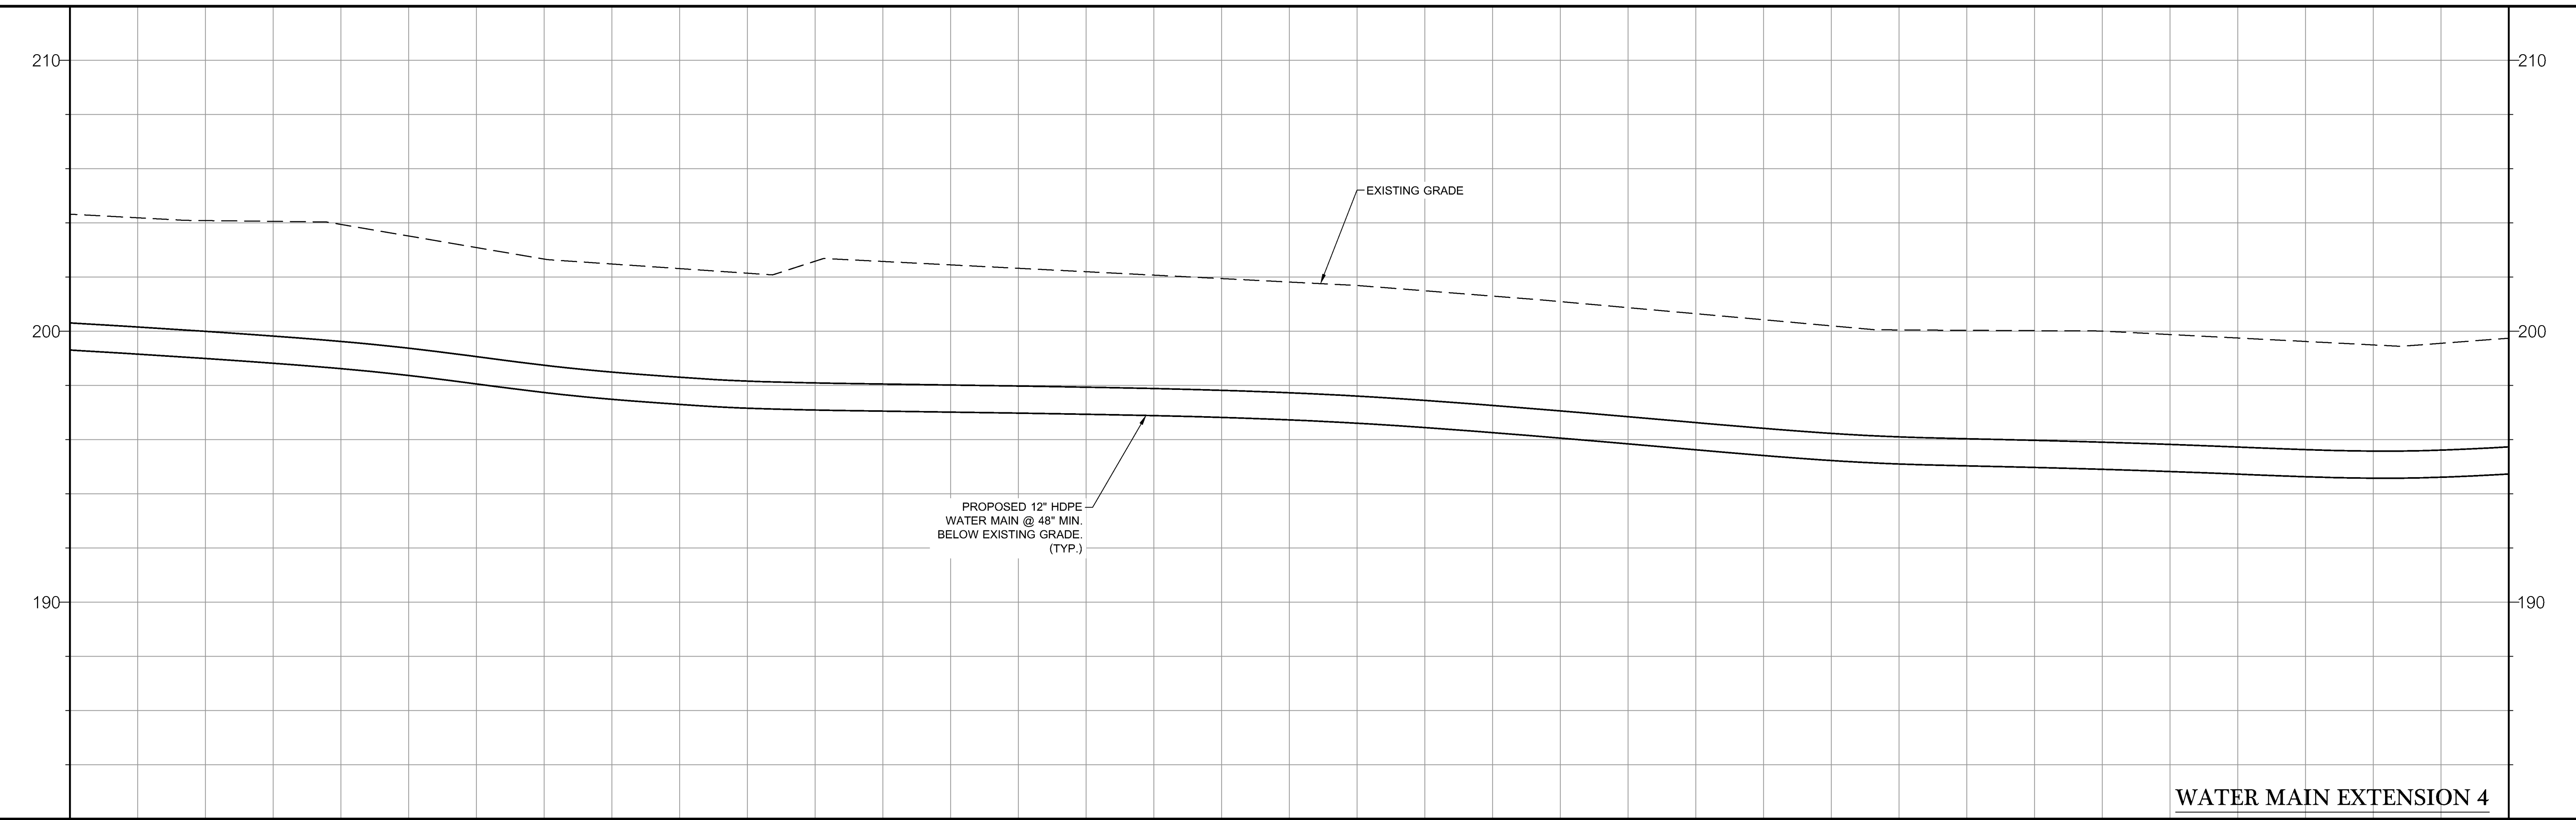 210
210
EXISTING GRADE
200
200
PROPOSED 12" HDPE
WATER MAIN @ 48" MIN.
BELOW EXISTING GRADE.
(TYP.)
190
190
WATER MAIN EXTENSION 4